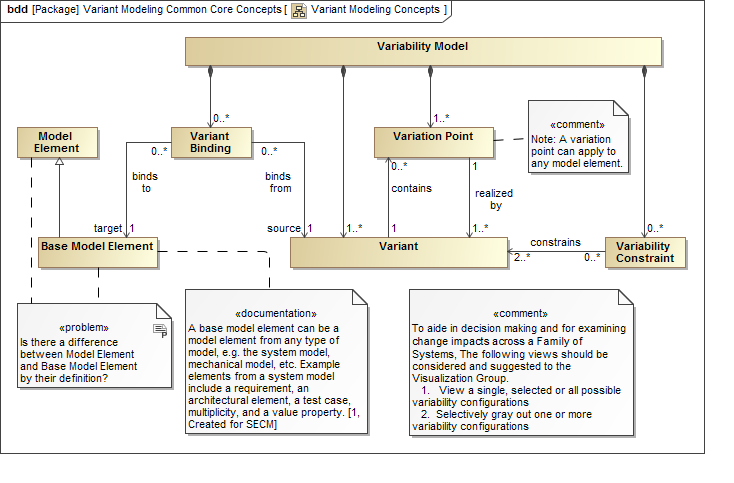 bdd [Package] Variant Modeling Common Core Concepts [ Variant Modeling Concepts ]
Variability Model
0..*
1..*
Model
Element
Variant
Binding
Variation Point
«comment»
Note: A variation
point can apply to
any model element.
0..*
0..*
0..*
1
binds
to
binds
from
contains
realized
by
target
1
source
1
1..*
1
1..*
0..*
Base Model Element
Variant
constrains
2..*
0..*
Variability
Constraint
«problem»
Is there a difference
between Model Element
and Base Model Element
by their definition?
«documentation»
A base model element can be a
model element from any type of
model, e.g. the system model,
mechanical model, etc. Example
elements from a system model
include a requirement, an
architectural element, a test case,
multiplicity, and a value property. [1,
Created for SECM]
«comment»
To aide in decision making and for examining
change impacts across a Family of
Systems, The following views should be
considered and suggested to the
Visualization Group.
1. View a single, selected or all possible
variability configurations
2. Selectively gray out one or more
variability configurations